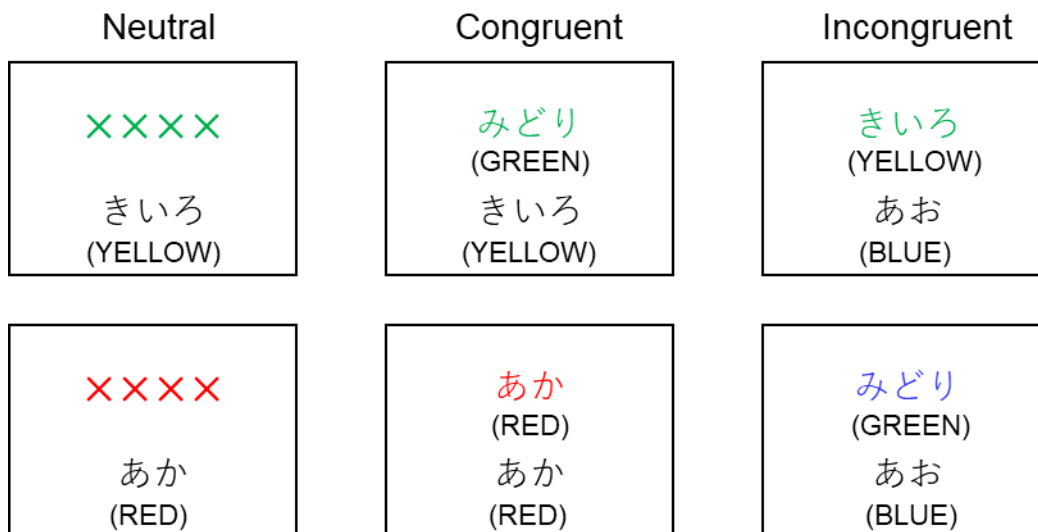 Neutral
Congruent
Incongruent
××××
きいろ
(YELLOW)
みどり
(GREEN)
きいろ
(YELLOW)
きいろ
(YELLOW)
あお
(BLUE)
××××
あか
(RED)
あか
(RED)
あか
(RED)
みどり
(GREEN)
あお
(BLUE)